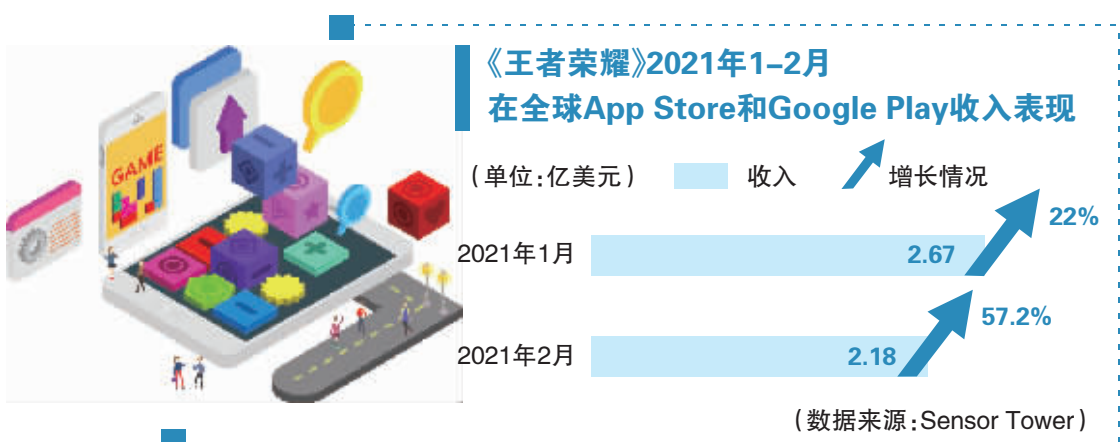 GAME
《王者荣耀》2021年1–2月
在全球App Store和Google Play收入表现
(单位:亿美元) 收入 增长情况
22%
2021年1月 2.67
57.2%
2021年2月 2.18
(数据来源:Sensor Tower)